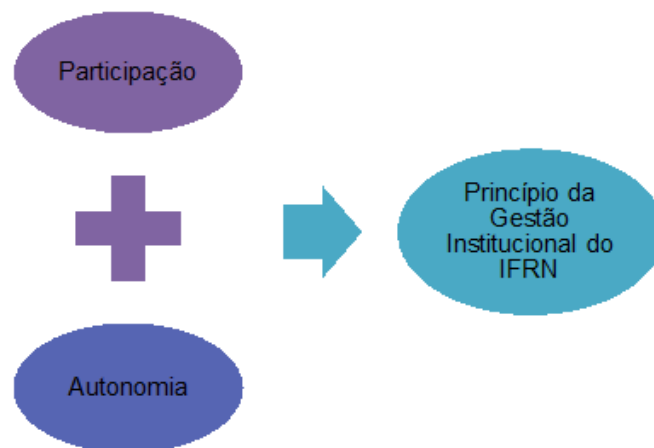 Participação
Autonomia
Princípio da
Gestão
Institucional do
IFRN